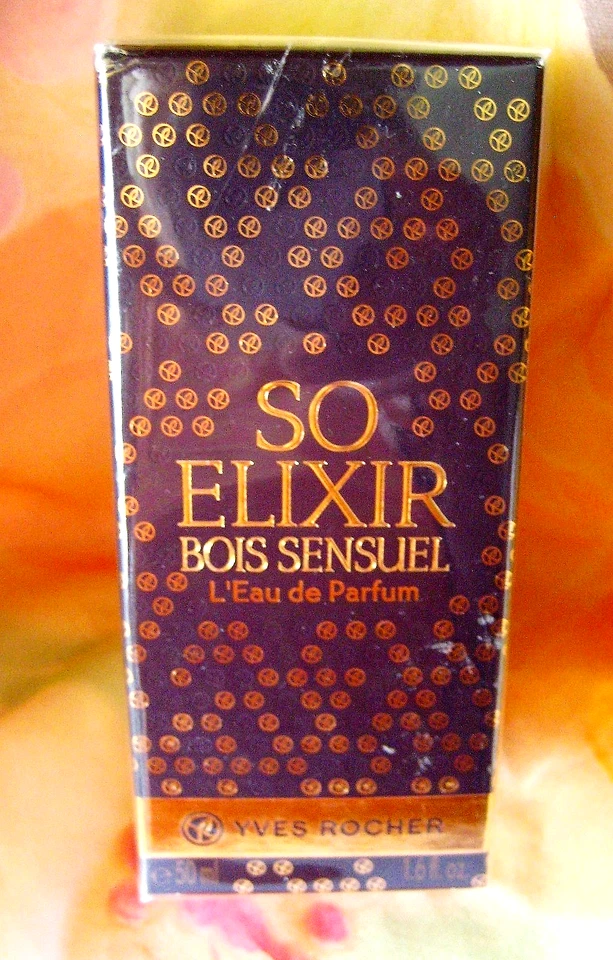 SO
ELIXIR
BOIS SENSUEL
L'Eau de Parfum
YVES ROCHER
℮ 50 ml 1.6 fl. oz.